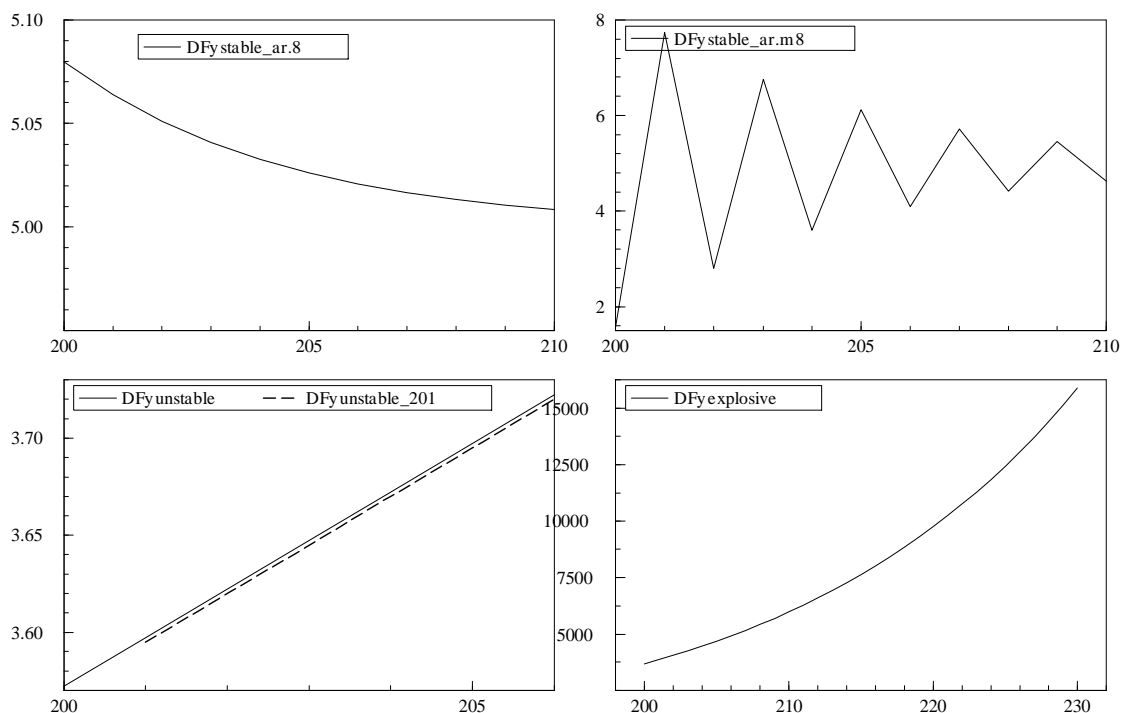 5.10
DFystable_ar.8
5.05
5.00
200 205 210
8
DFystable_ar.m8
6
4
2
200 205 210
DFyunstable DFyunstable_201
3.70
3.65
3.60
200 205
DFyexplosive
15000
12500
10000
7500
5000
200 210 220 230